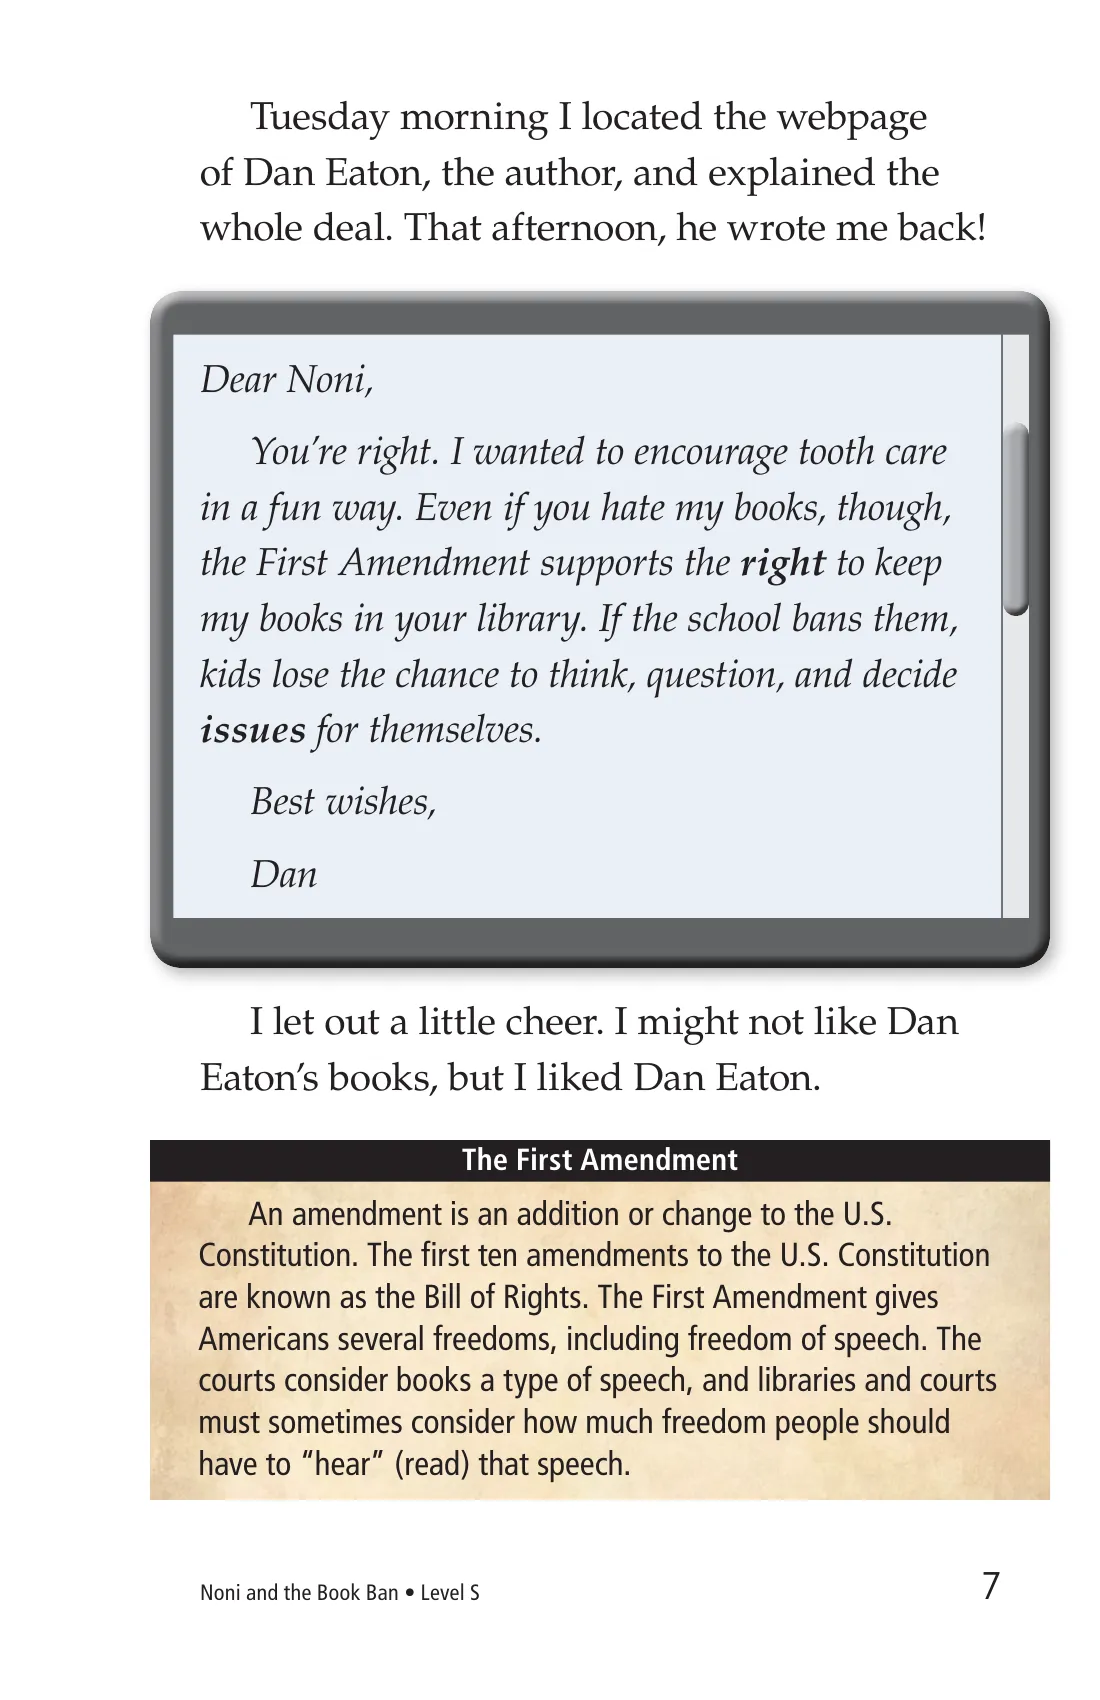 Tuesday morning I located the webpage
of Dan Eaton, the author, and explained the
whole deal. That afternoon, he wrote me back!
Dear Noni,
You’re right. I wanted to encourage tooth care
in a fun way. Even if you hate my books, though,
the First Amendment supports the right to keep
my books in your library. If the school bans them,
kids lose the chance to think, question, and decide
issues for themselves.
Best wishes,
Dan
I let out a little cheer. I might not like Dan
Eaton’s books, but I liked Dan Eaton.
The First Amendment
An amendment is an addition or change to the U.S.
Constitution. The first ten amendments to the U.S. Constitution
are known as the Bill of Rights. The First Amendment gives
Americans several freedoms, including freedom of speech. The
courts consider books a type of speech, and libraries and courts
must sometimes consider how much freedom people should
have to “hear” (read) that speech.
Noni and the Book Ban • Level S
7